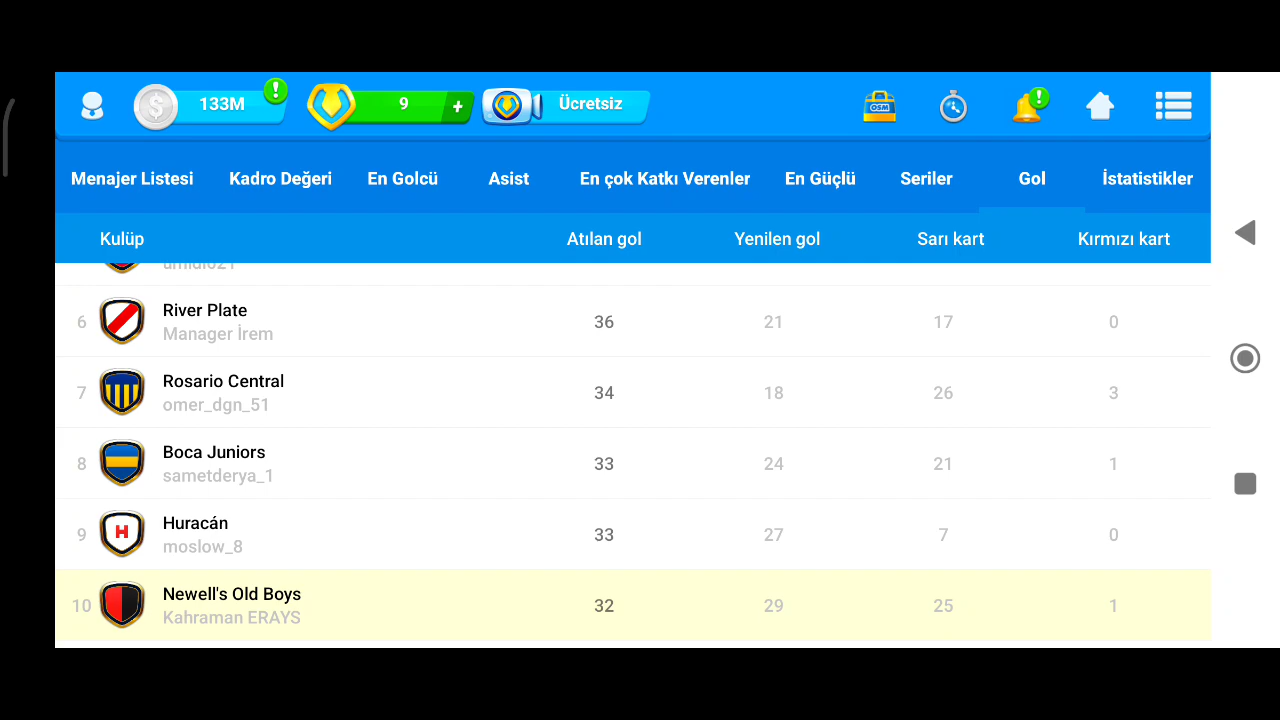 133M
9
+
Ücretsiz
OSM
Menajer Listesi
Kadro Değeri
En Golcü
Asist
En çok Katkı Verenler
En Güçlü
Seriler
Gol
İstatistikler
Kulüp Atılan gol Yenilen gol Sarı kart Kırmızı kart
6 River Plate 36 21 17 0
Manager İrem
7 Rosario Central 34 18 26 3
omer_dgn_51
8 Boca Juniors 33 24 21 1
sametderya_1
9 Huracán 33 27 7 0
moslow_8
10 Newell's Old Boys 32 29 25 1
Kahraman ERAYS